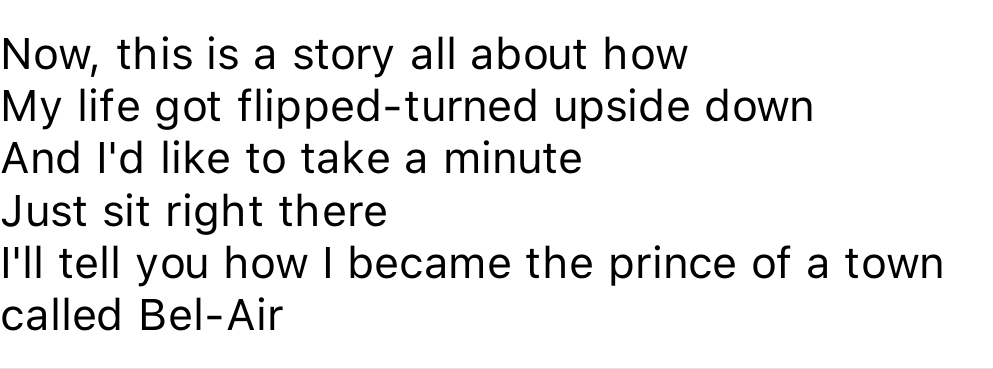 Now, this is a story all about how
My life got flipped-turned upside down
And I'd like to take a minute
Just sit right there
I'll tell you how I became the prince of a town
called Bel-Air